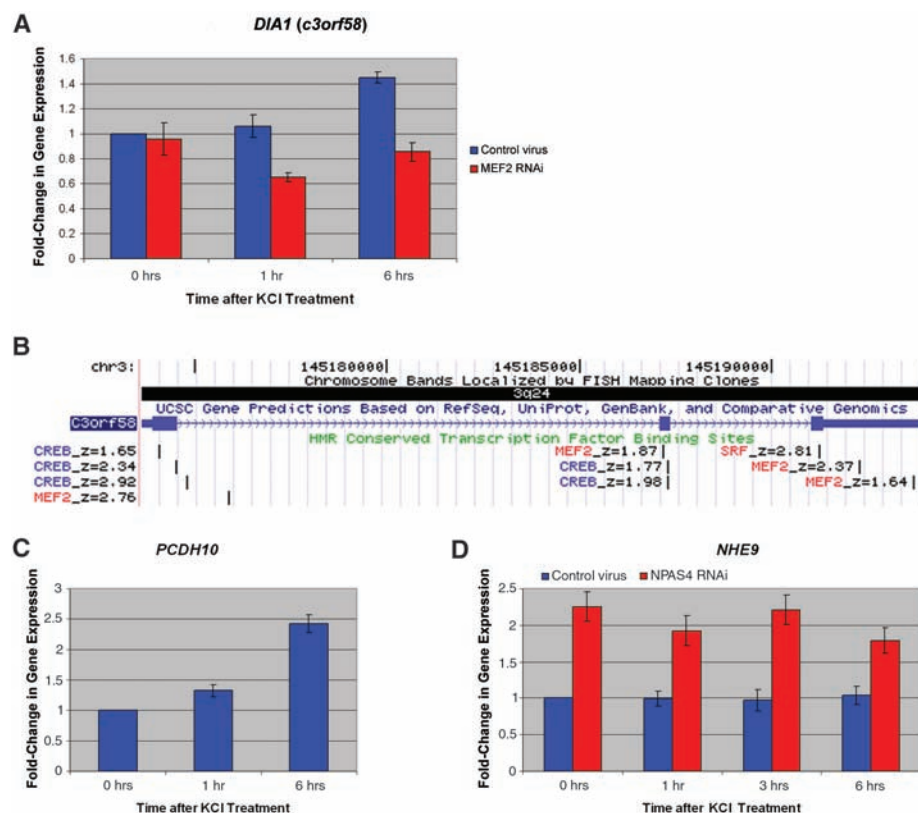 A
DIA1 (c3orf58)
Fold-Change in Gene Expression
1.6
1.4
1.2
1
0.8
0.6
0.4
0.2
0
0 hrs
1 hr
6 hrs
Time after KCl Treatment
Control virus
MEF2 RNAi
B
chr3: 145180000| 145185000| 145190000|
Chromosome Bands Localized by FISH Mapping Clones
3q24
UCSC Gene Predictions Based on RefSeq, UniProt, GenBank, and Comparative Genomics
C3orf58
HMR Conserved Transcription Factor Binding Sites
CREB_z=1.65 MEF2_z=1.87 SRF_z=2.81
CREB_z=2.34 CREB_z=1.77 MEF2_z=2.37
CREB_z=2.92 CREB_z=1.98 MEF2_z=1.64
MEF2_z=2.76
C
PCDH10
Fold-Change in Gene Expression
3
2.5
2
1.5
1
0.5
0
0 hrs
1 hr
6 hrs
Time after KCl Treatment
D
NHE9
Control virus
NPAS4 RNAi
Fold-Change in Gene Expression
2.5
2
1.5
1
0.5
0
0 hrs
1 hr
3 hrs
6 hrs
Time after KCl Treatment